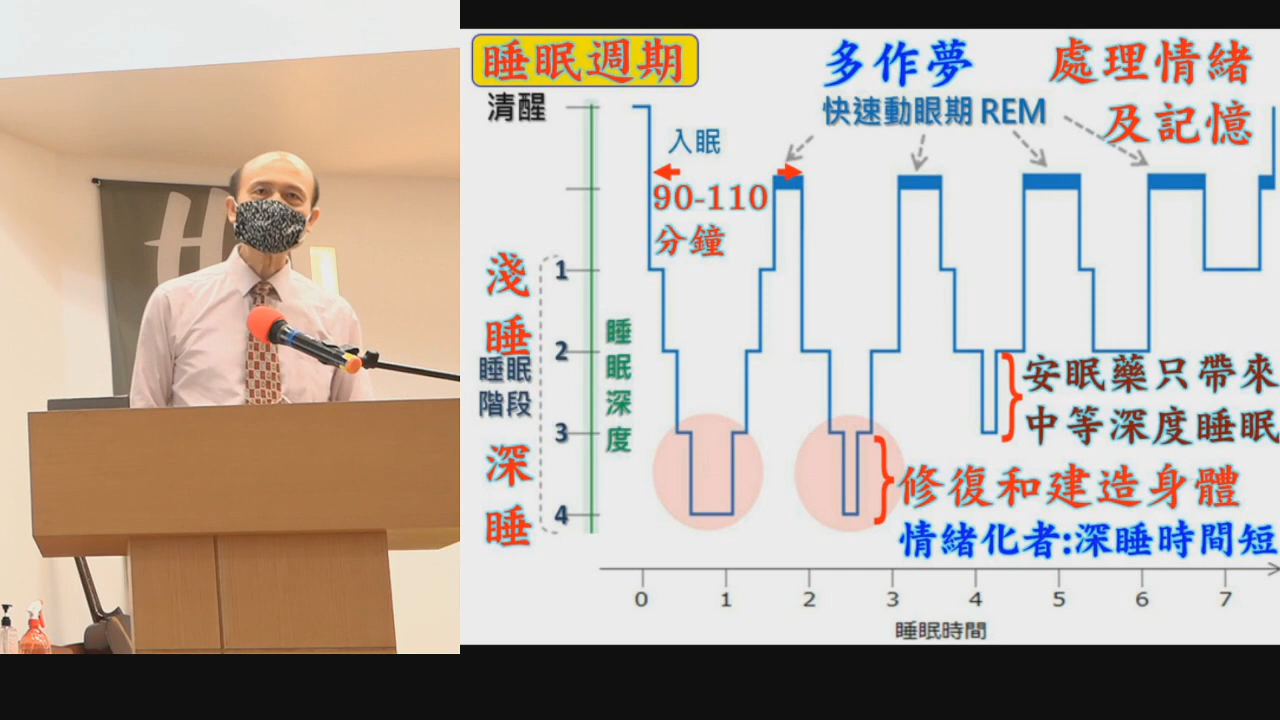 H
睡眠週期
多作夢
處理情緒
及記憶
清醒
快速動眼期 REM
入眠
90-110
分鐘
淺
睡
睡眠
階段
深
睡
1
2
3
4
睡
眠
深
度
安眠藥只帶來
中等深度睡眠
修復和建造身體
情緒化者:深睡時間短
0 1 2 3 4 5 6 7
睡眠時間